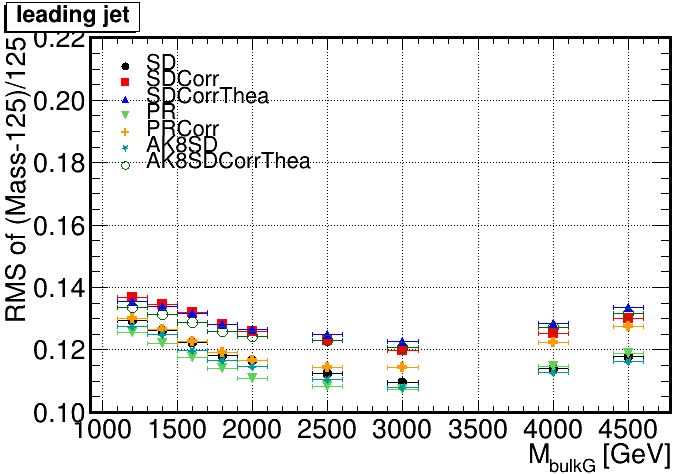 leading jet
RMS of (Mass-125)/125
0.22
0.20
0.18
0.16
0.14
0.12
0.10
SD
SDCorr
SDCorrThea
PR
PRCorr
AK8SD
AK8SDCorrThea
1000 1500 2000 2500 3000 3500 4000 4500
M_bulkG [GeV]